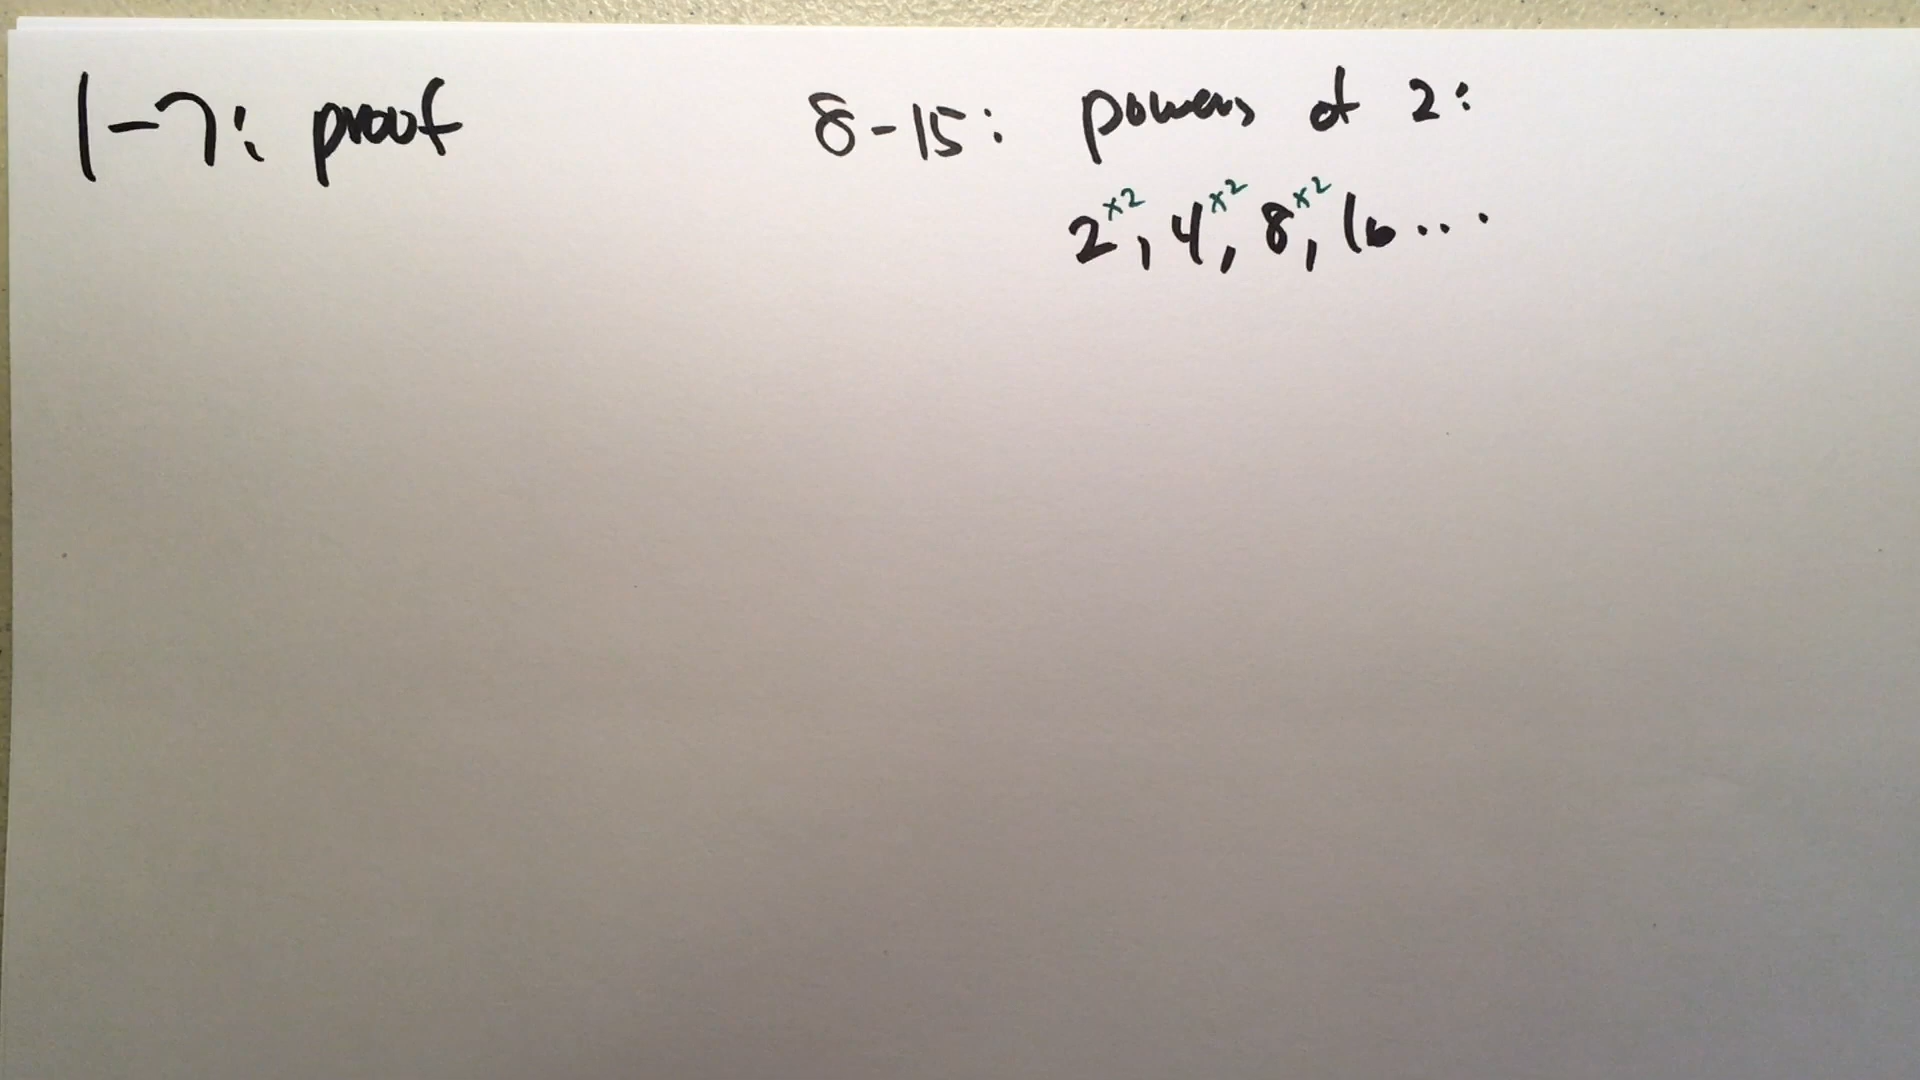 1-7: proof
8-15: powers of 2:
2 ×2, 4 ×2, 8 ×2, 16 ...